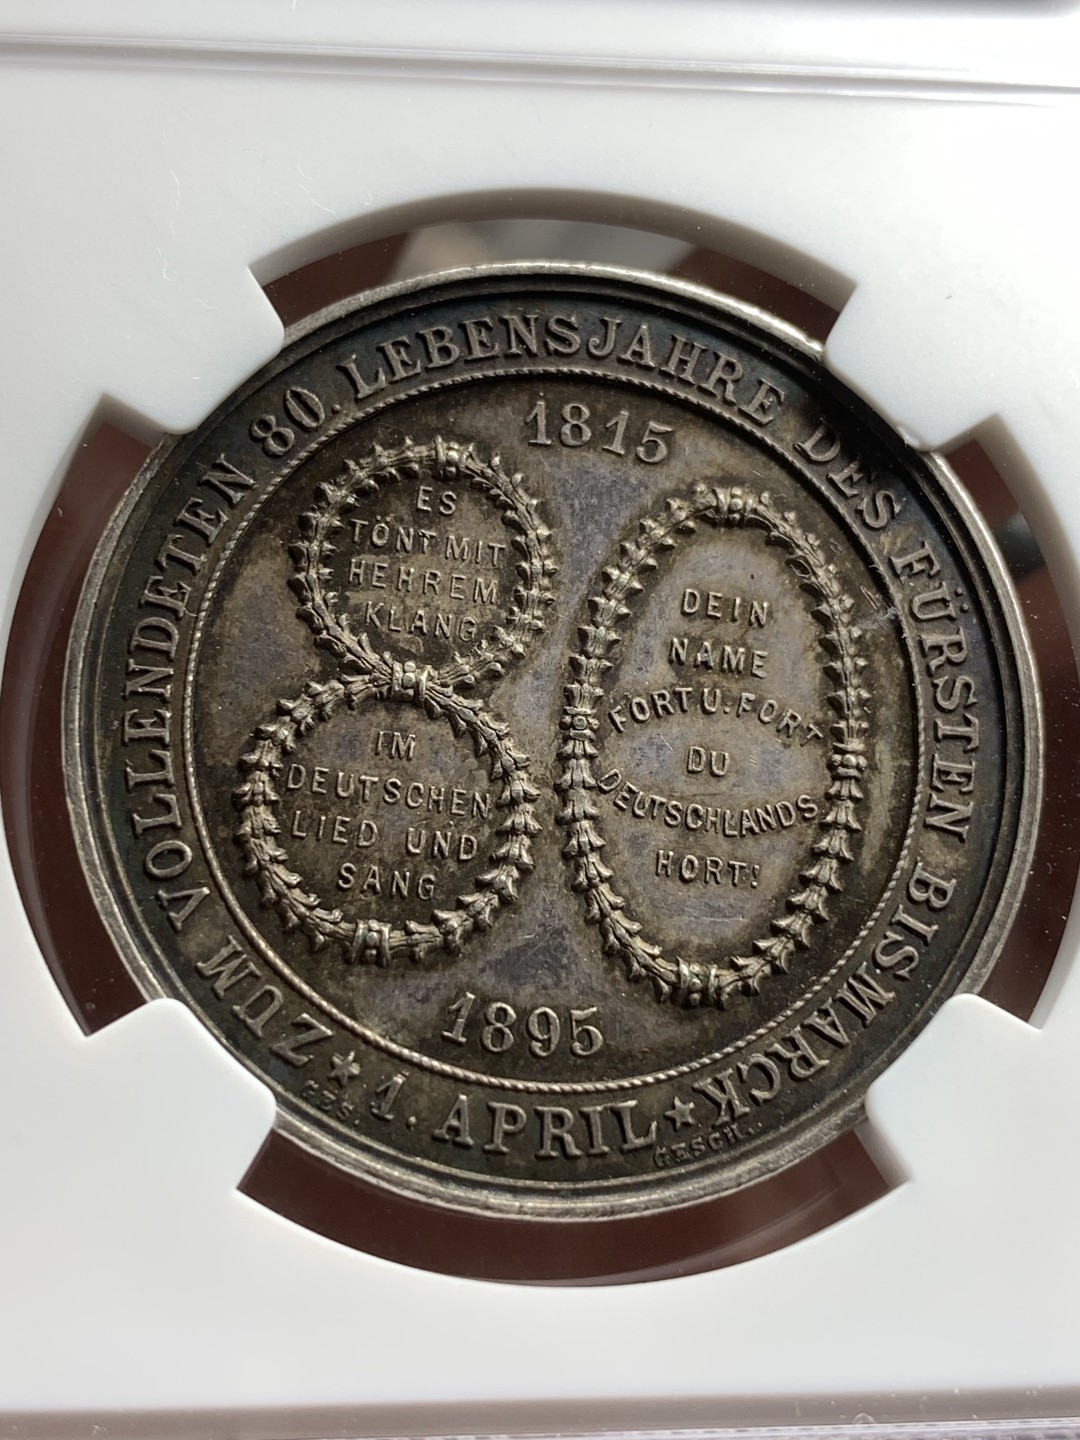 ZUM VOLLENDETEN 80. LEBENSJAHRE DES FÜRSTEN BISMARCK
★ 1. APRIL ★
1815
ES
TÖNT MIT
HEHREM
KLANG
IM
DEUTSCHEN
LIED UND
SANG
DEIN
NAME
FORT U. FORT
DU
DEUTSCHLANDS
HORT!
1895
GES.
GESCH.